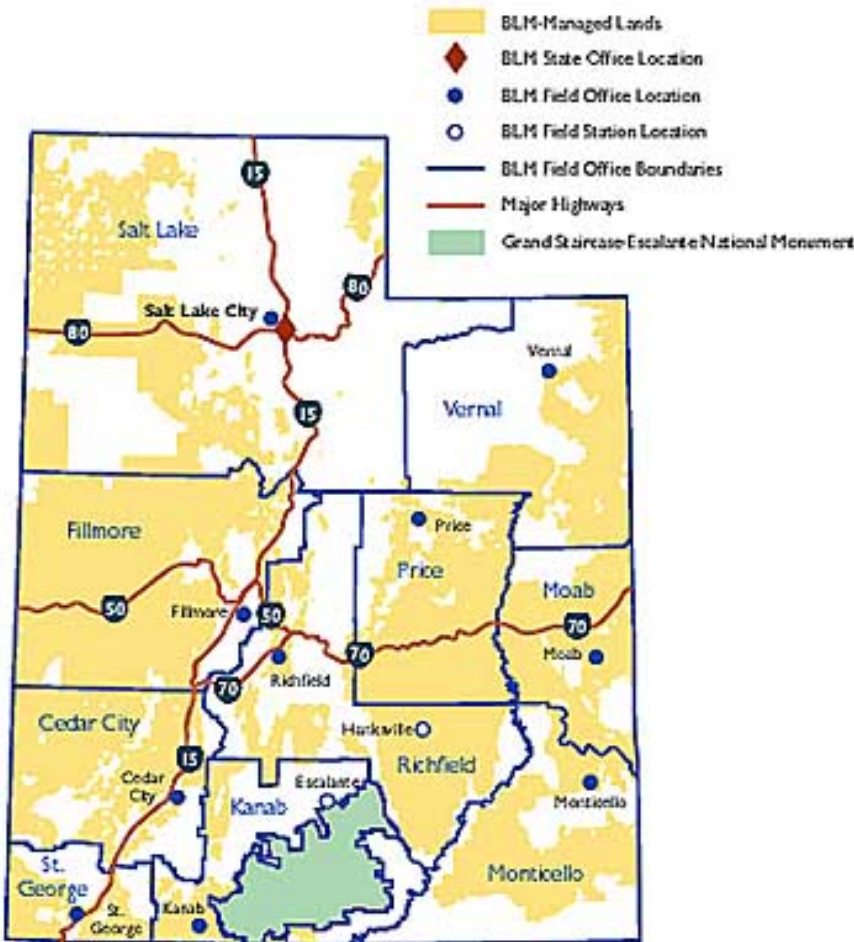 BLM-Managed Lands
BLM State Office Location
BLM Field Office Location
BLM Field Station Location
BLM Field Office Boundaries
Major Highways
Grand Staircase-Escalante National Monument
15
Salt Lake
80
Salt Lake City
80
Vernal
15
Vernal
Fillmore
Price
Price
Moab
50
Fillmore
50
70
70
Moab
Richfield
70
Cedar City
Hanksville
15
Richfield
Cedar
City
Escalante
Kanab
Monticello
St.
George
Monticello
St.
George
Kanab